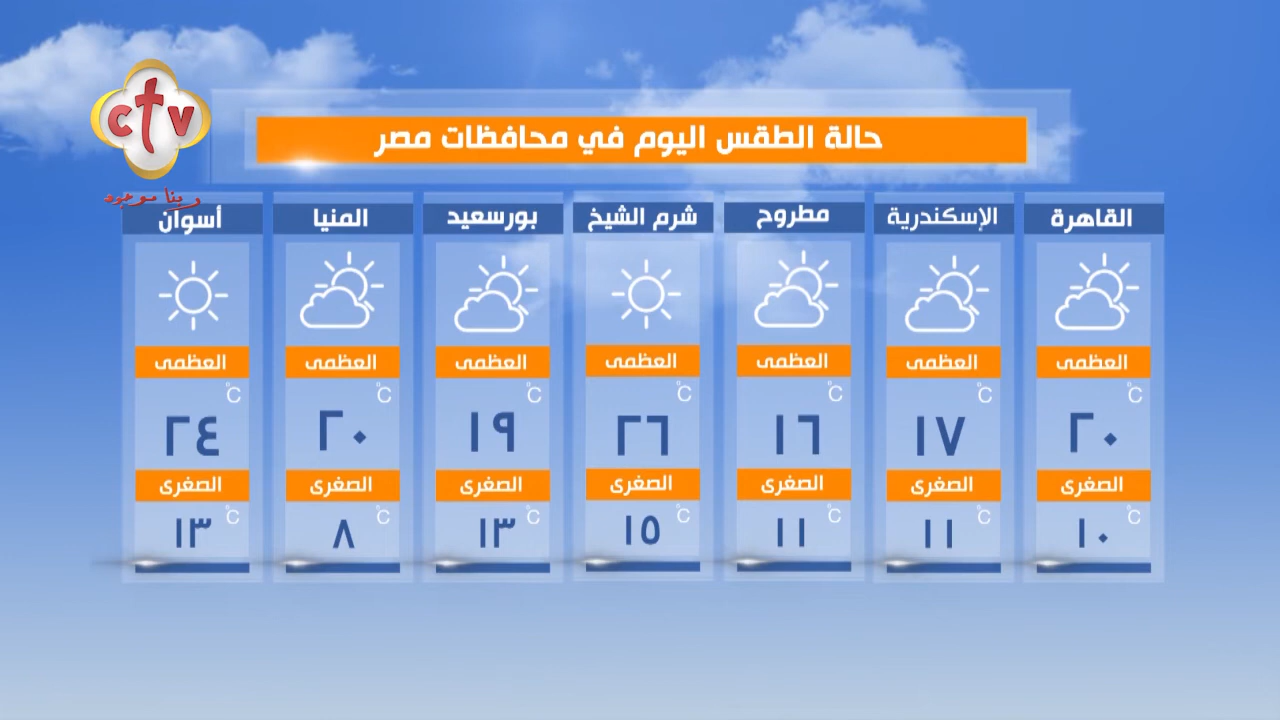 ctv
ربنا موجود
حالة الطقس اليوم في محافظات مصر
القاهرة
العظمى
°C
٢٠
الصغرى
°C
١٠
الإسكندرية
العظمى
°C
١٧
الصغرى
°C
١١
مطروح
العظمى
°C
١٦
الصغرى
°C
١١
شرم الشيخ
العظمى
°C
٢٦
الصغرى
°C
١٥
بورسعيد
العظمى
°C
١٩
الصغرى
°C
١٣
المنيا
العظمى
°C
٢٠
الصغرى
°C
٨
أسوان
العظمى
°C
٢٤
الصغرى
°C
١٣